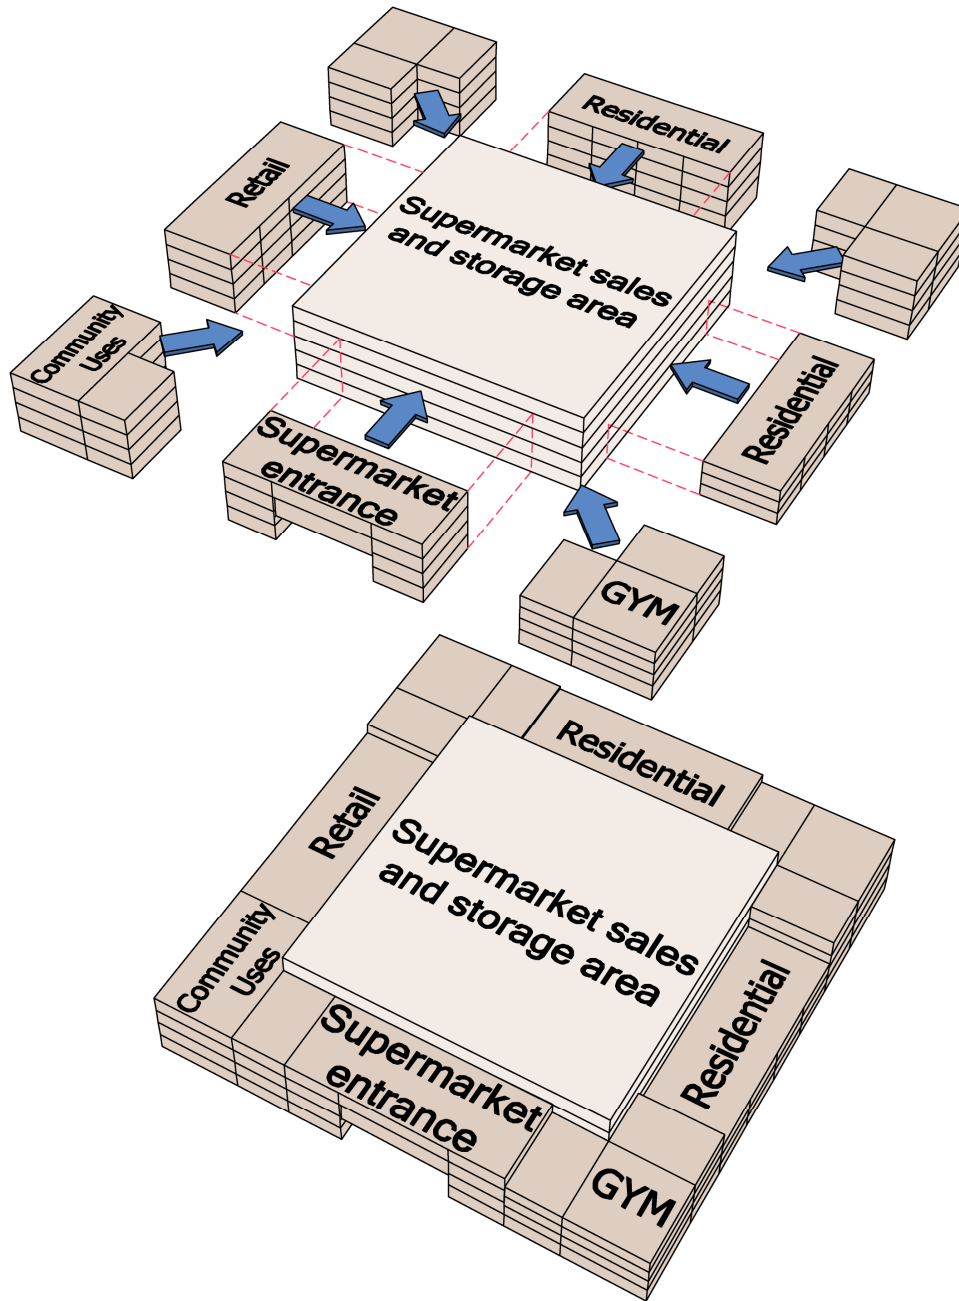 Residential
Retail
Supermarket sales
and storage area
Community
Uses
Residential
Supermarket
entrance
GYM
Residential
Retail
Supermarket sales
and storage area
Community
Uses
Residential
Supermarket
entrance
GYM